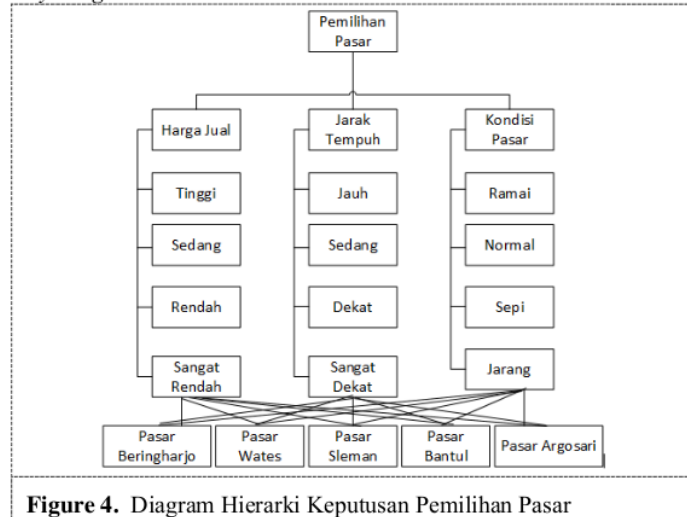 Pemilihan
Pasar
Harga Jual
Jarak
Tempuh
Kondisi
Pasar
Tinggi
Jauh
Ramai
Sedang
Sedang
Normal
Rendah
Dekat
Sepi
Sangat
Rendah
Sangat
Dekat
Jarang
Pasar
Beringharjo
Pasar
Wates
Pasar
Sleman
Pasar
Bantul
Pasar Argosari
Figure 4. Diagram Hierarki Keputusan Pemilihan Pasar